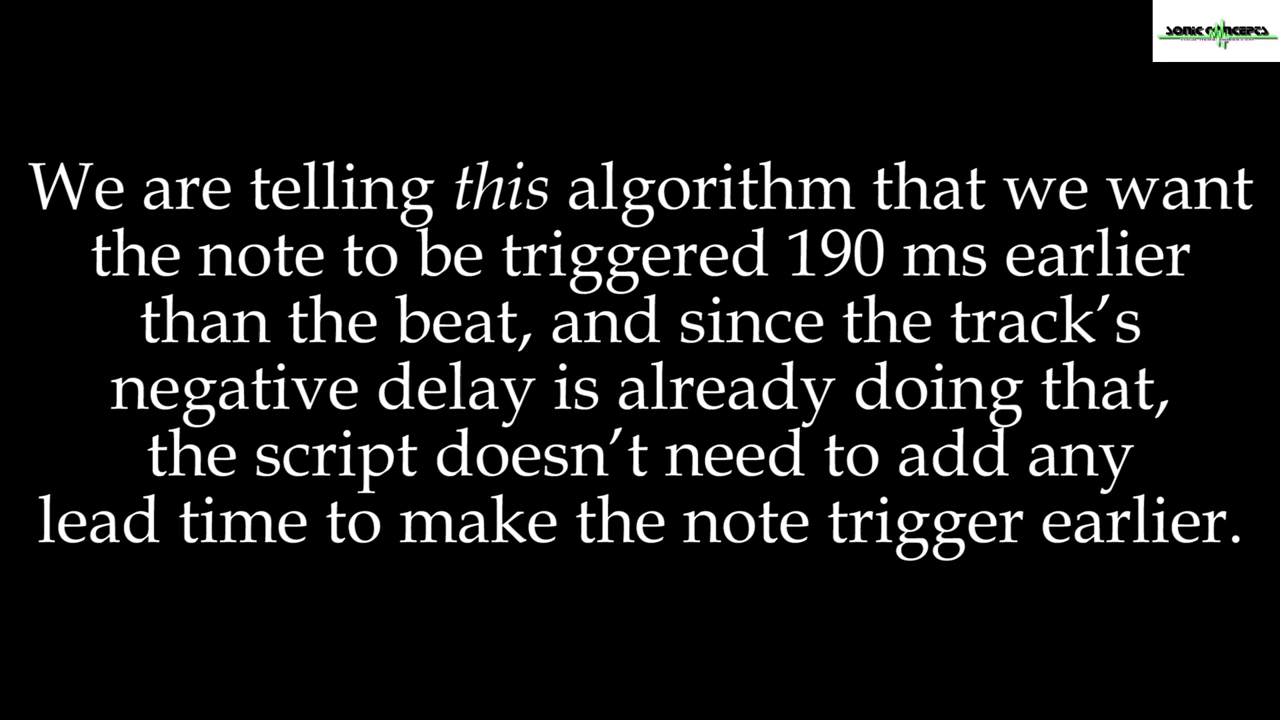 SONIC CONCEPTS
We are telling this algorithm that we want
the note to be triggered 190 ms earlier
than the beat, and since the track’s
negative delay is already doing that,
the script doesn’t need to add any
lead time to make the note trigger earlier.